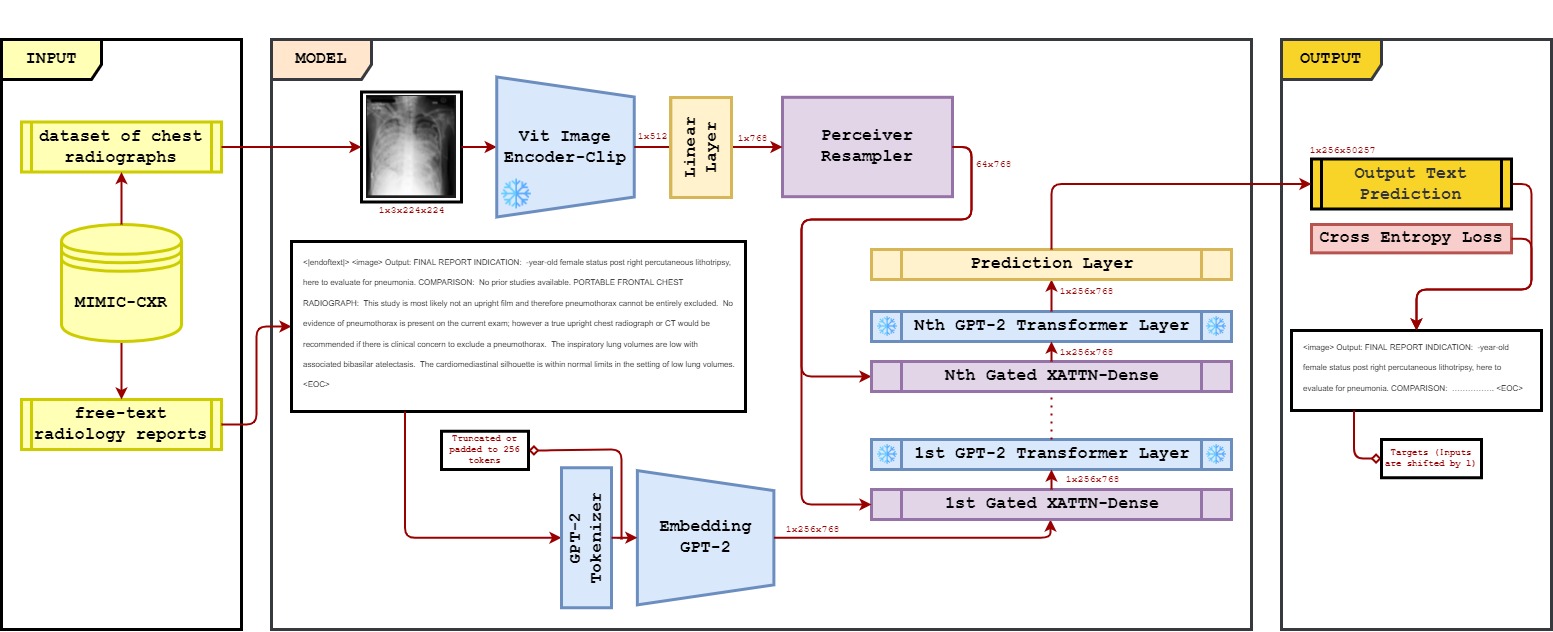 INPUT
dataset of chest
radiographs
MIMIC-CXR
free-text
radiology reports
MODEL
1x3x224x224
Vit Image
Encoder-Clip
1x512
Linear
Layer
1x768
Perceiver
Resampler
64x768
<|endoftext|> <image> Output: FINAL REPORT INDICATION: -year-old female status post right percutaneous lithotripsy,
here to evaluate for pneumonia. COMPARISON: No prior studies available. PORTABLE FRONTAL CHEST
RADIOGRAPH: This study is most likely not an upright film and therefore pneumothorax cannot be entirely excluded. No
evidence of pneumothorax is present on the current exam; however a true upright chest radiograph or CT would be
recommended if there is clinical concern to exclude a pneumothorax. The inspiratory lung volumes are low with
associated bibasilar atelectasis. The cardiomediastinal silhouette is within normal limits in the setting of low lung volumes.
<EOC>
Truncated or
padded to 256
tokens
GPT-2
Tokenizer
Embedding
GPT-2
1x256x768
Prediction Layer
1x256x768
Nth GPT-2 Transformer Layer
1x256x768
Nth Gated XATTN-Dense
1st GPT-2 Transformer Layer
1x256x768
1st Gated XATTN-Dense
OUTPUT
1x256x50257
Output Text
Prediction
Cross Entropy Loss
<image> Output: FINAL REPORT INDICATION: -year-old
female status post right percutaneous lithotripsy, here to
evaluate for pneumonia. COMPARISON: ................ <EOC>
Targets (Inputs
are shifted by 1)